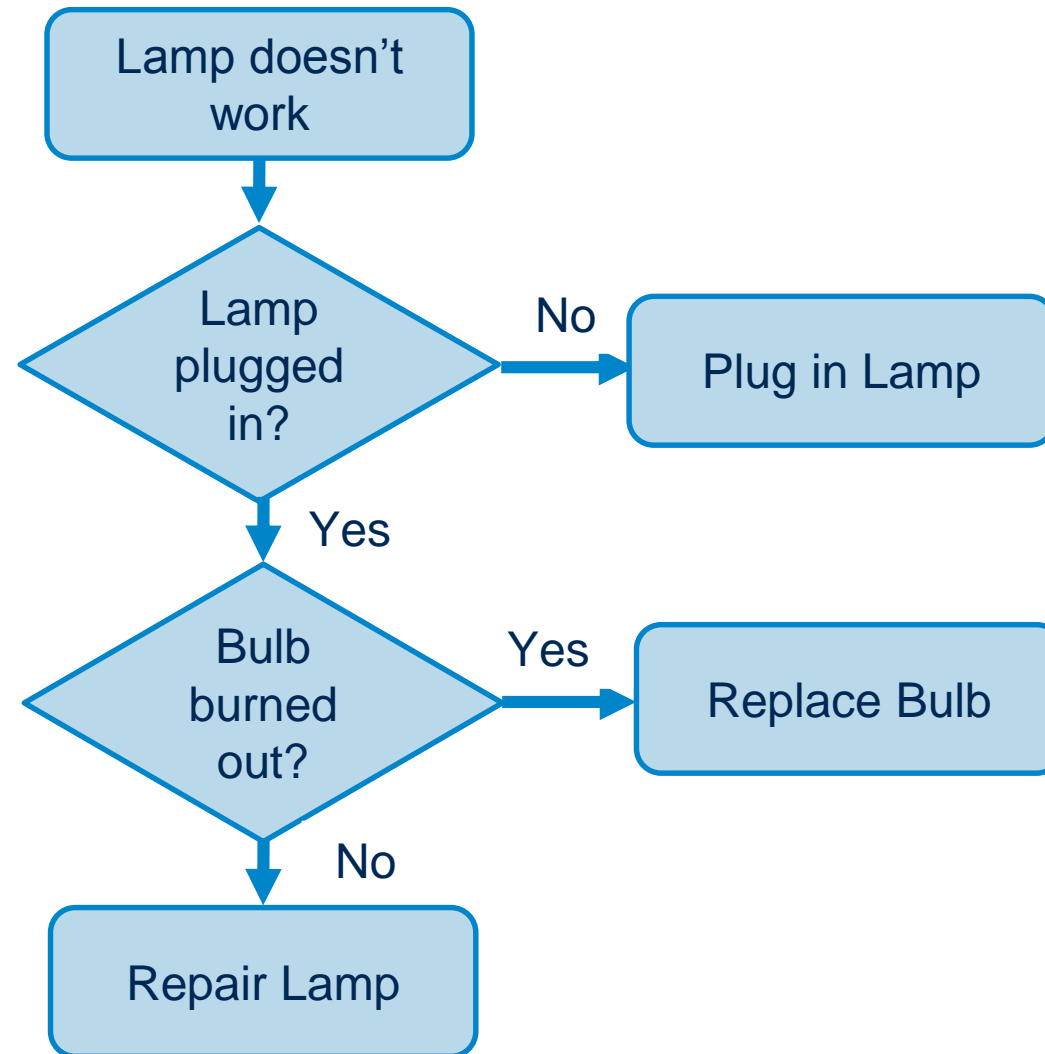 Lamp doesn’t
work
Lamp
plugged
in?
No
Plug in Lamp
Yes
Bulb
burned
out?
Yes
Replace Bulb
No
Repair Lamp